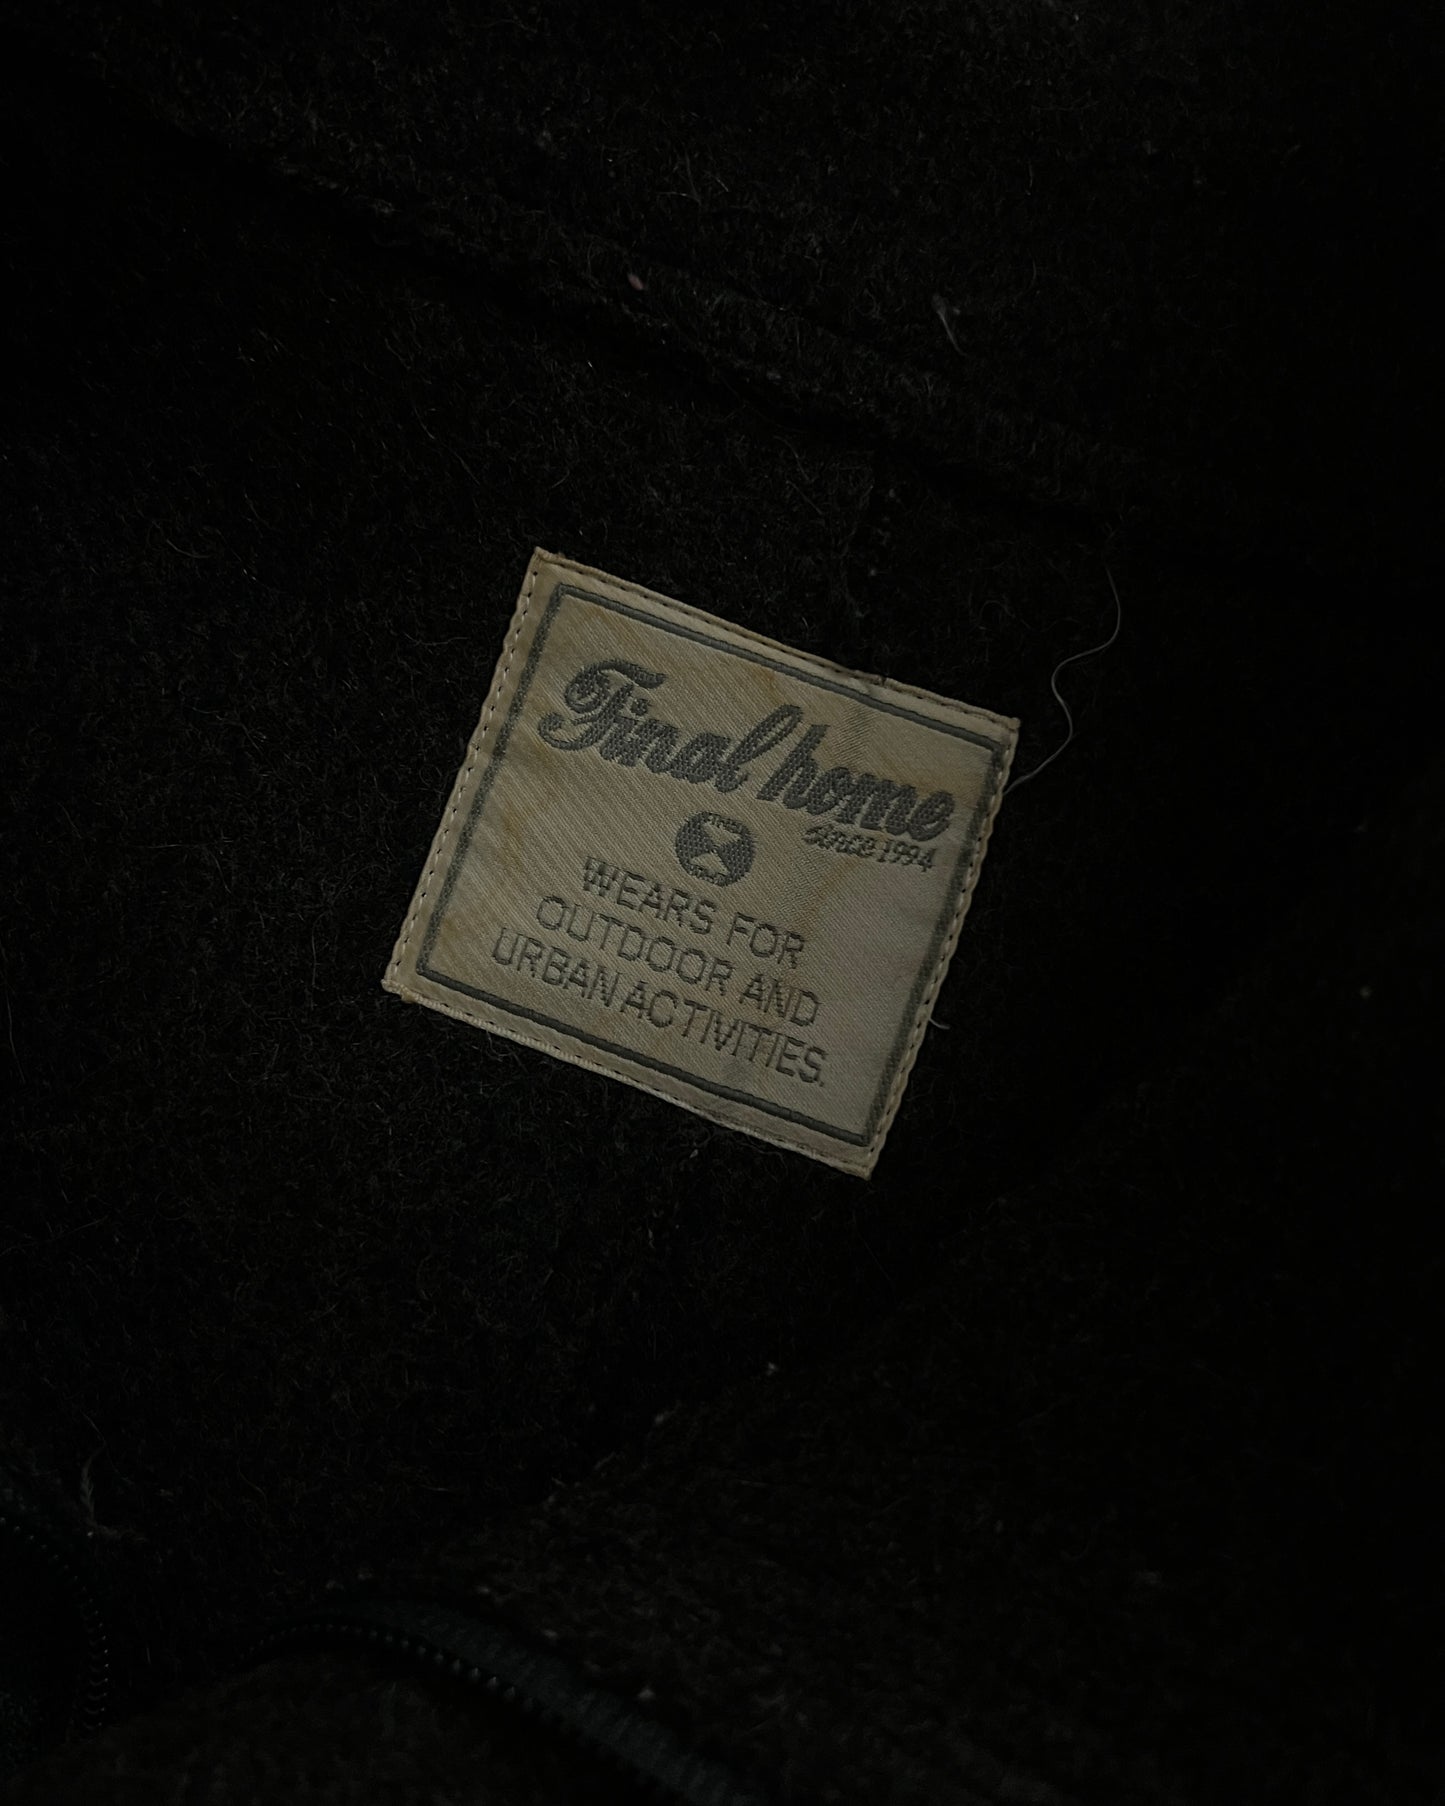 Final home
since 1994
WEARS FOR
OUTDOOR AND
URBAN ACTIVITIES.